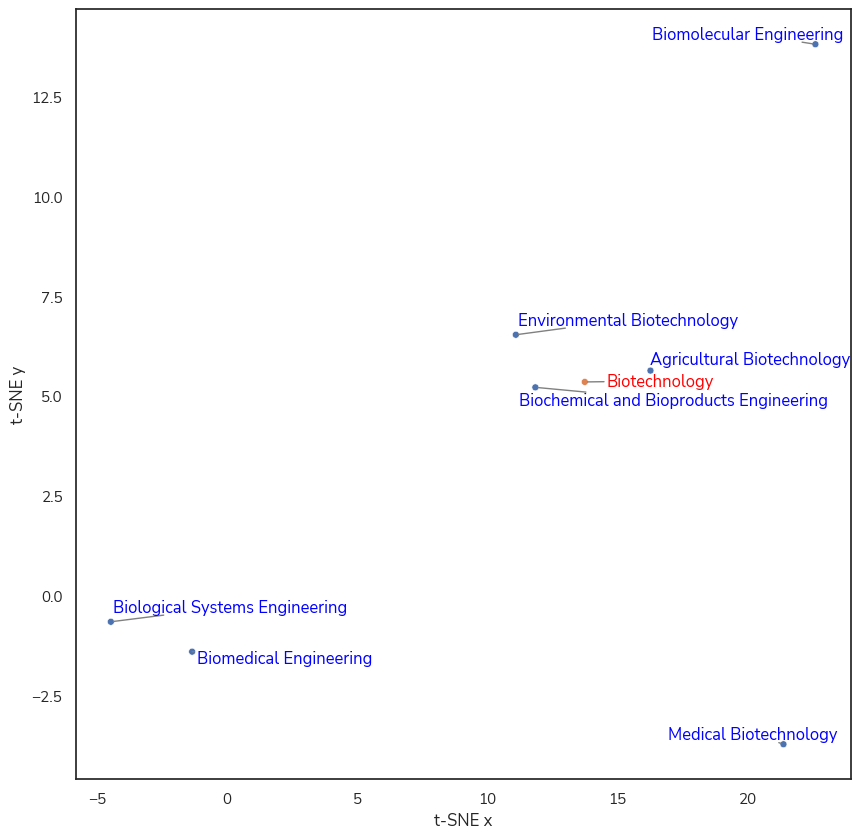 Biomolecular Engineering
12.5
10.0
7.5
Environmental Biotechnology
Agricultural Biotechnology
Biotechnology
5.0
Biochemical and Bioproducts Engineering
t-SNE y
2.5
0.0
Biological Systems Engineering
Biomedical Engineering
−2.5
Medical Biotechnology
−5 0 5 10 15 20
t-SNE x